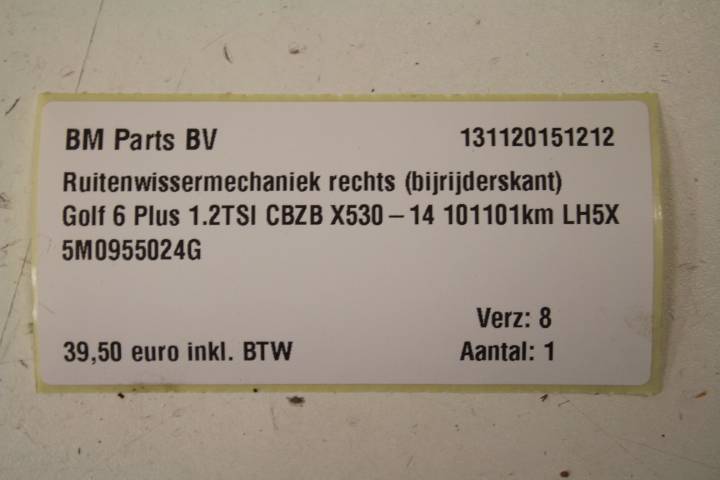 BM Parts BV 131120151212
Ruitenwissermechaniek rechts (bijrijderskant)
Golf 6 Plus 1.2TSI CBZB X530-14 101101km LH5X
5M0955024G
Verz: 8
39,50 euro inkl. BTW Aantal: 1